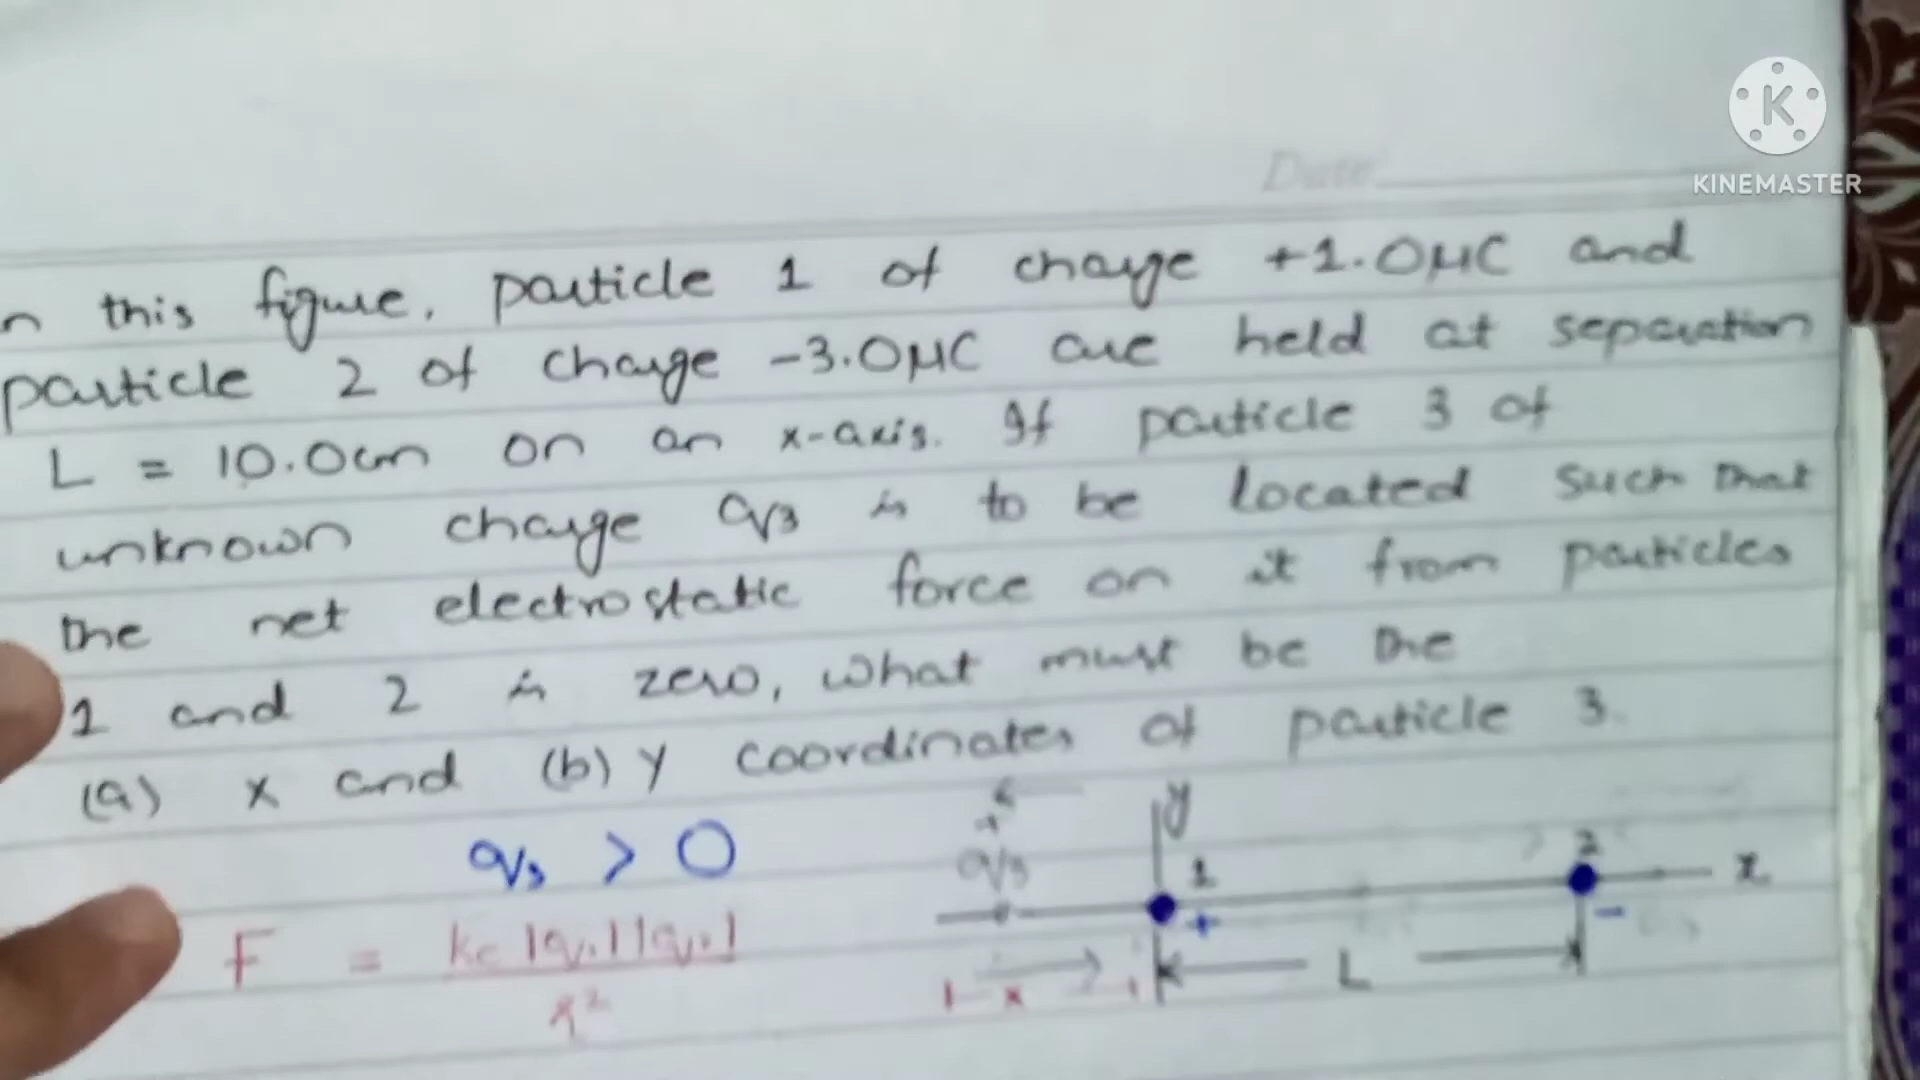 Date
KINEMASTER
n this figure, particle 1 of charge +1.0μC and
particle 2 of charge -3.0μC are held at separation
L = 10.0cm on an x-axis. If particle 3 of
unknown charge q3 is to be located such that
the net electrostatic force on it from particles
1 and 2 is zero, what must be the
(a) x and (b) y coordinates of particle 3.
q3 > 0
y
q3
1
2
x
+
-
F =
r²
x
L